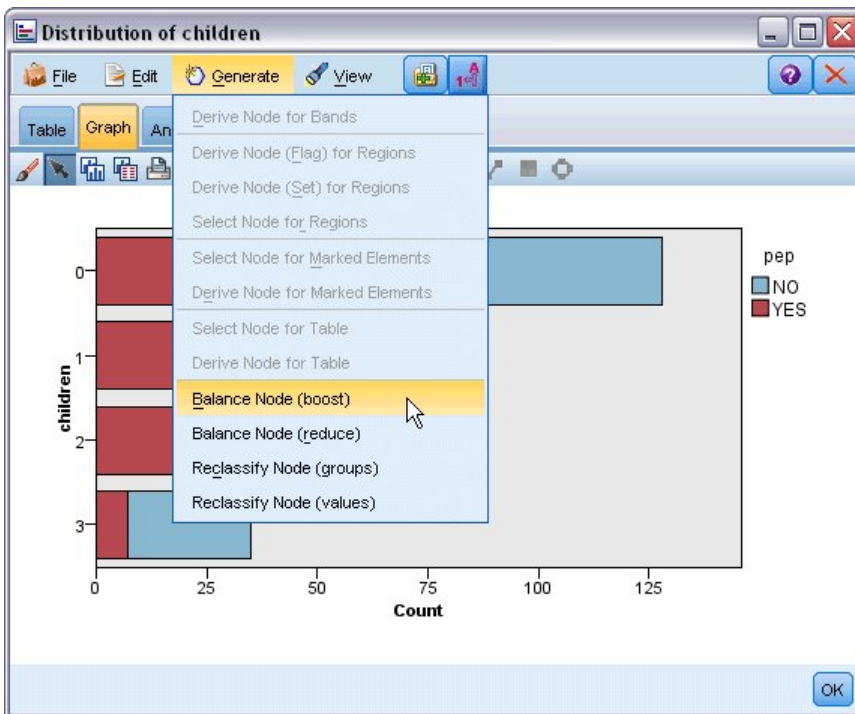 Distribution of children
File Edit Generate View
Table Graph An
Derive Node for Bands
Derive Node (Flag) for Regions
Derive Node (Set) for Regions
Select Node for Regions
Select Node for Marked Elements
Derive Node for Marked Elements
Select Node for Table
Derive Node for Table
Balance Node (boost)
Balance Node (reduce)
Reclassify Node (groups)
Reclassify Node (values)
pep
NO
YES
children
0
1
2
3
0 25 50 75 100 125
Count
OK